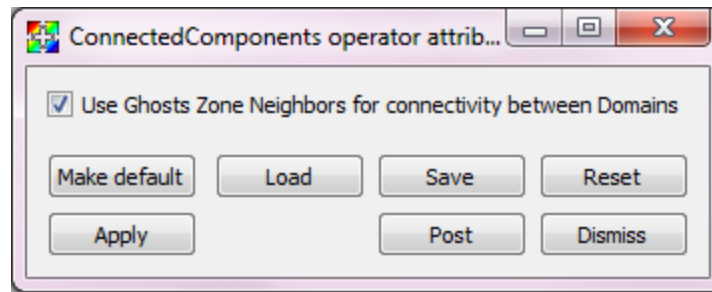 ConnectedComponents operator attrib...
Use Ghosts Zone Neighbors for connectivity between Domains
Make default Load Save Reset
Apply Post Dismiss